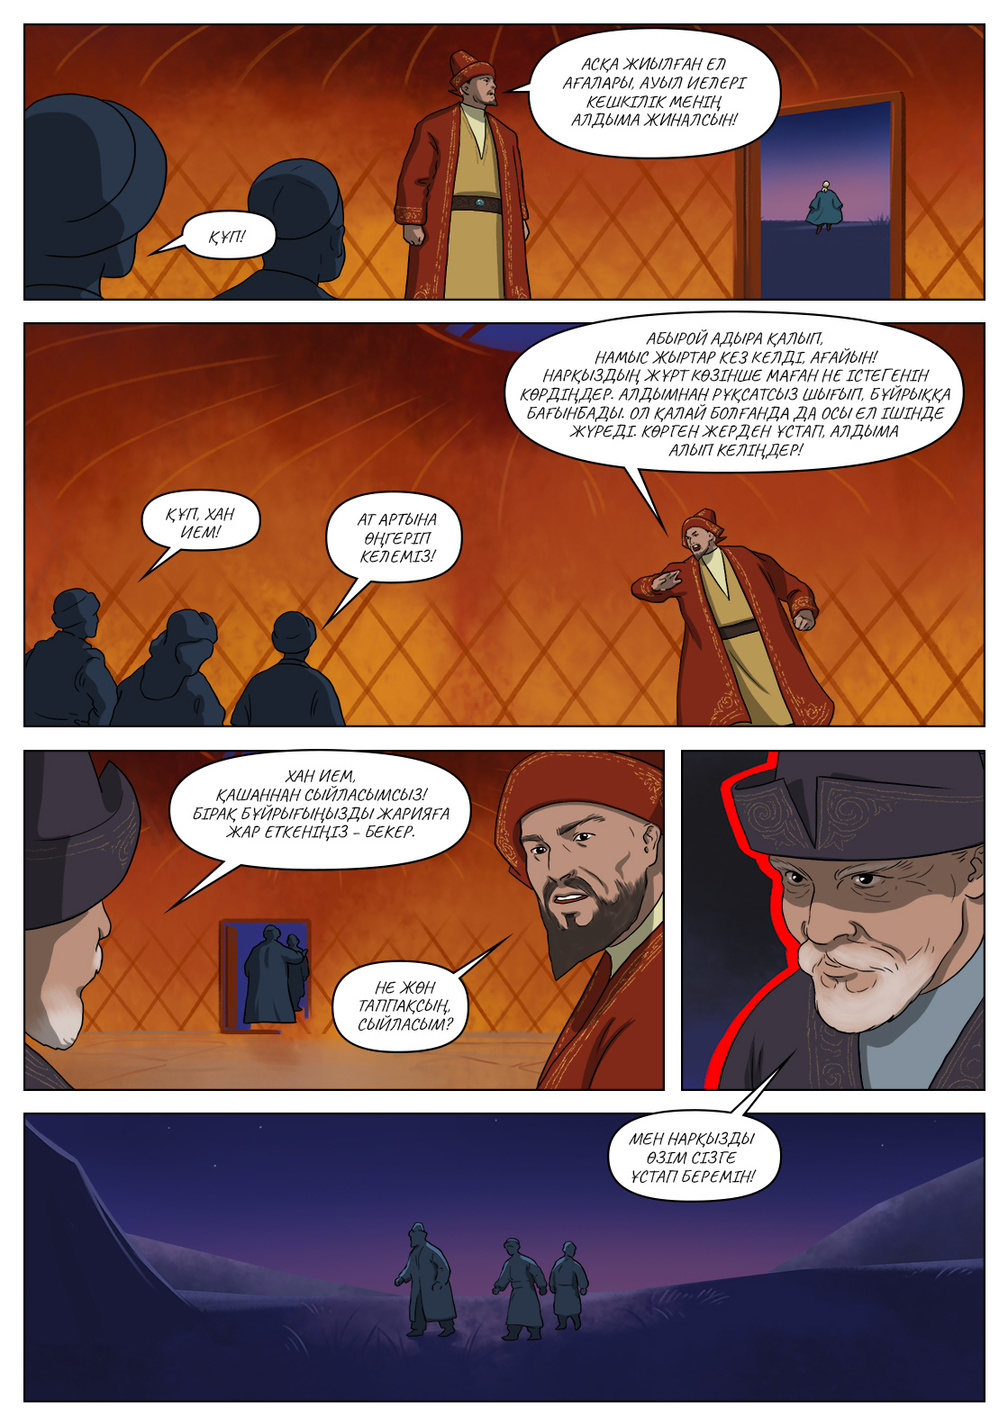 АСҚА ЖИЫЛҒАН ЕЛ
АҒАЛАРЫ, АУЫЛ ИЕЛЕРІ
КЕШКІЛІК МЕНІҢ
АЛДЫМА ЖИНАЛСЫН!
ҚҰП!
АБЫРОЙ АДЫРА ҚАЛЫП,
НАМЫС ЖЫРТАР КЕЗ КЕЛДІ, АҒАЙЫН!
НАРҚЫЗДЫҢ ЖҰРТ КӨЗІНШЕ МАҒАН НЕ ІСТЕГЕНІН
КӨРДІҢДЕР. АЛДЫМНАН РҰҚСАТСЫЗ ШЫҒЫП, БҰЙРЫҚҚА
БАҒЫНБАДЫ. ОЛ ҚАЛАЙ БОЛҒАНДА ДА ОСЫ ЕЛ ІШІНДЕ
ЖҮРЕДІ. КӨРГЕН ЖЕРДЕН ҰСТАП, АЛДЫМА
АЛЫП КЕЛІҢДЕР!
ҚҰП, ХАН
ИЕМ!
АТ АРТЫНА
ӨҢГЕРІП
КЕЛЕМІЗ!
ХАН ИЕМ,
ҚАШАННАН СЫЙЛАСЫМСЫЗ!
БІРАҚ БҰЙРЫҒЫҢЫЗДЫ ЖАРИЯҒА
ЖАР ЕТКЕНІҢІЗ – БЕКЕР.
НЕ ЖӨН
ТАППАҚСЫҢ,
СЫЙЛАСЫМ?
МЕН НАРҚЫЗДЫ
ӨЗІМ СІЗГЕ
ҰСТАП БЕРЕМІН!